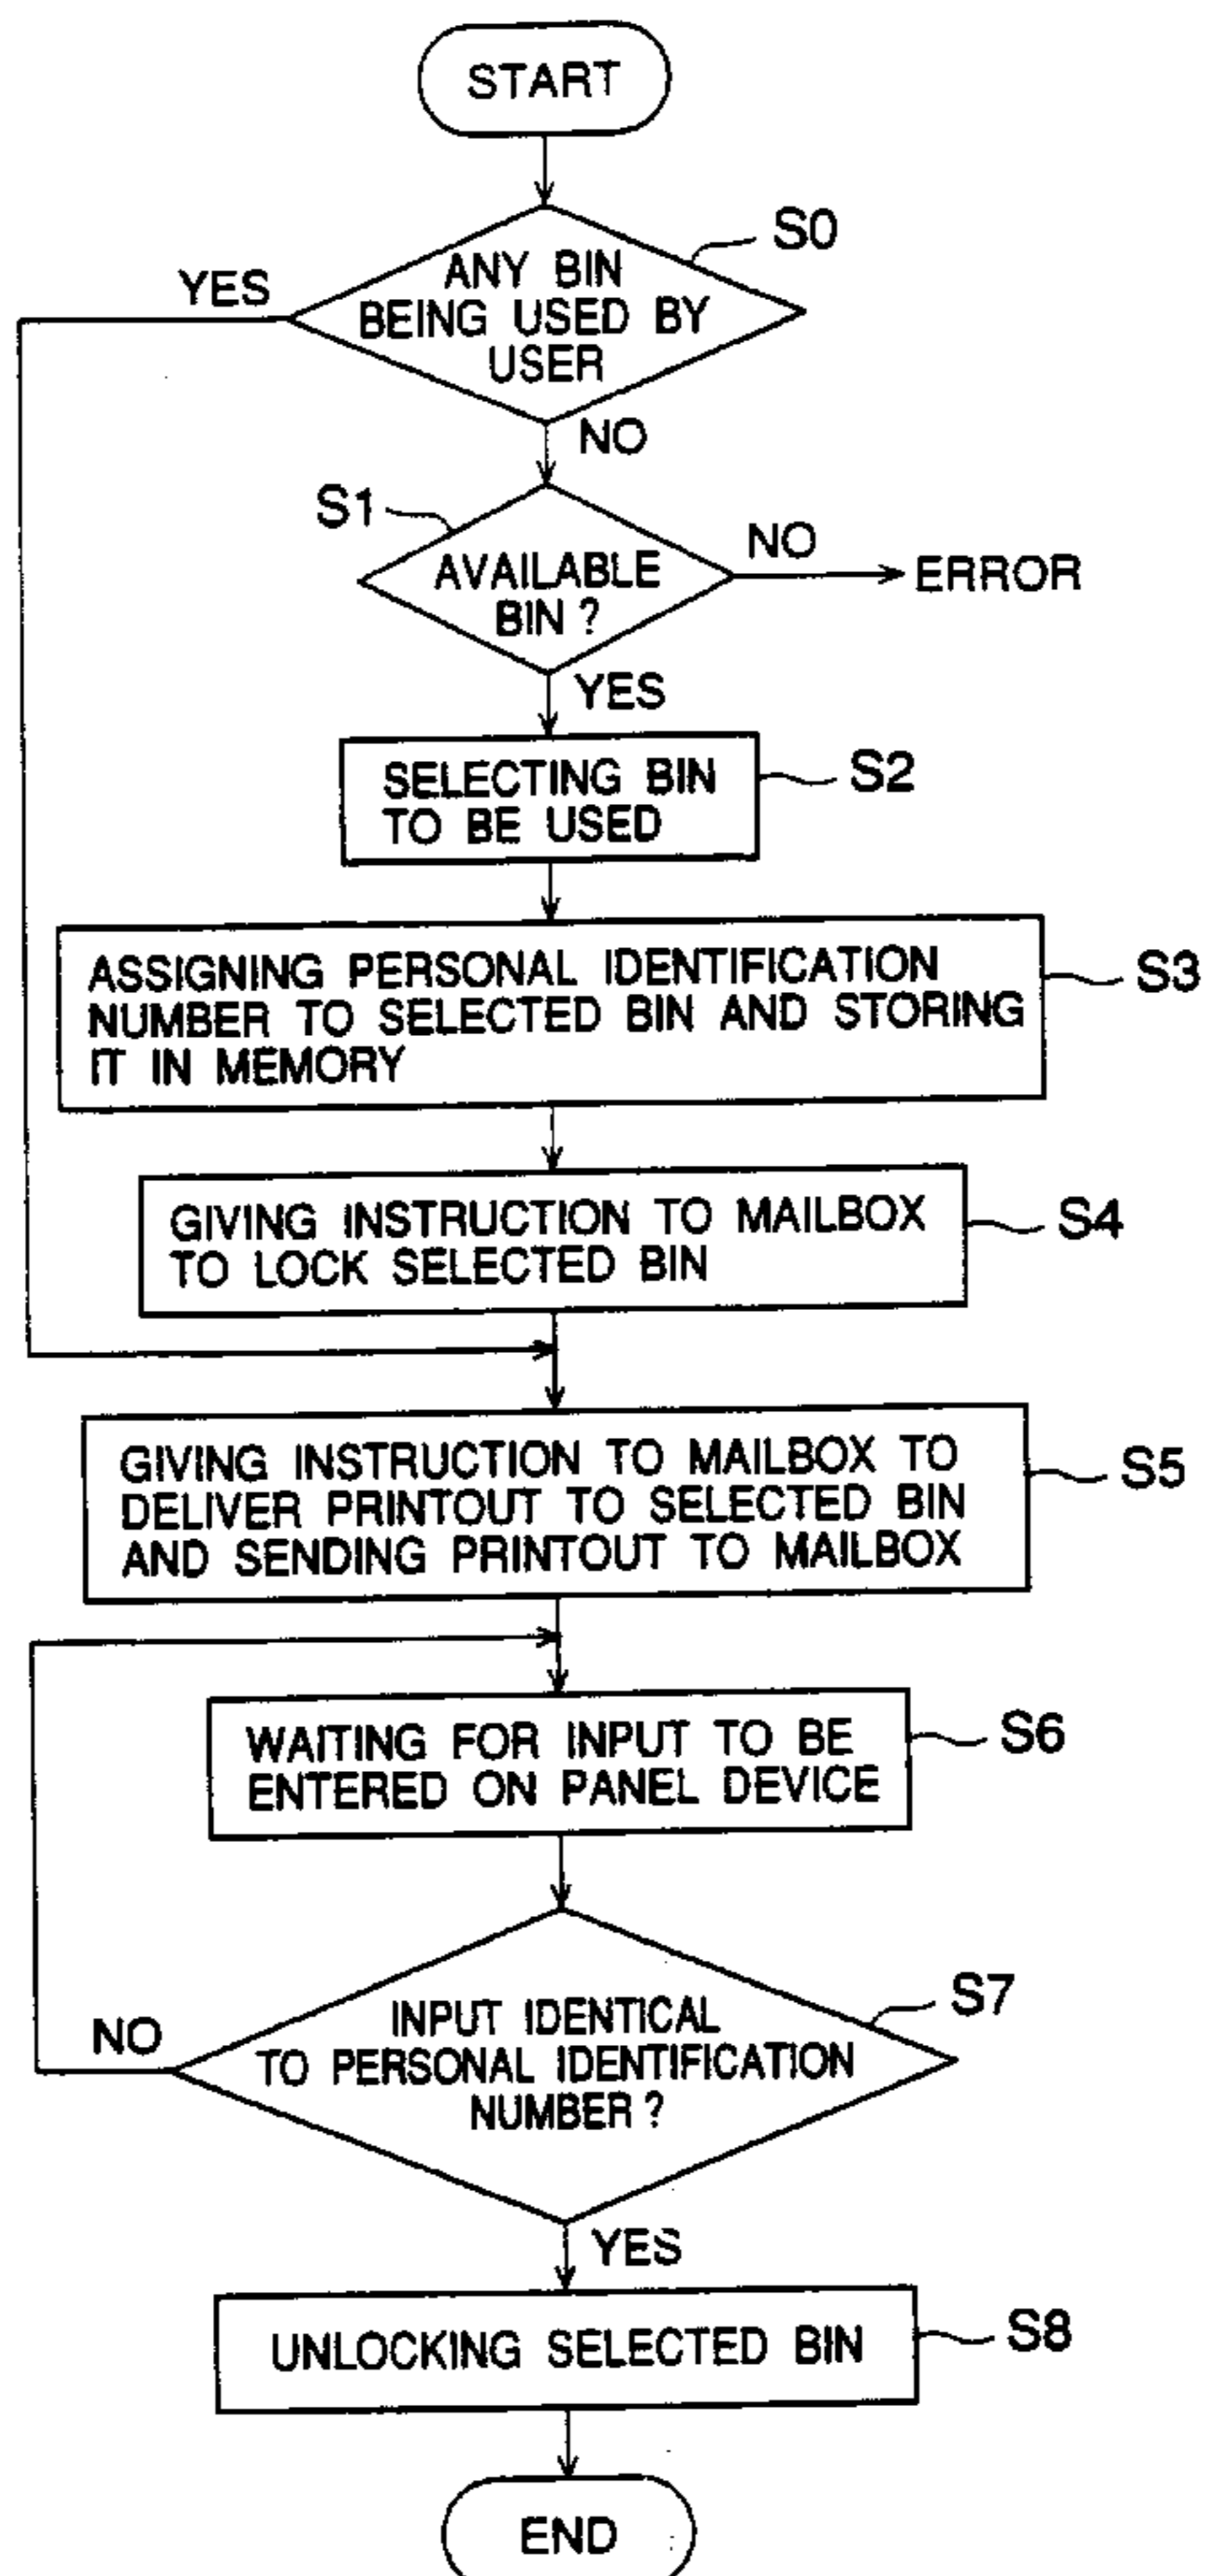 START
S0
YES
ANY BIN
BEING USED BY
USER
NO
S1
AVAILABLE
BIN ?
NO
ERROR
YES
SELECTING BIN
TO BE USED
S2
ASSIGNING PERSONAL IDENTIFICATION
NUMBER TO SELECTED BIN AND STORING
IT IN MEMORY
S3
GIVING INSTRUCTION TO MAILBOX
TO LOCK SELECTED BIN
S4
GIVING INSTRUCTION TO MAILBOX TO
DELIVER PRINTOUT TO SELECTED BIN
AND SENDING PRINTOUT TO MAILBOX
S5
WAITING FOR INPUT TO BE
ENTERED ON PANEL DEVICE
S6
S7
NO
INPUT IDENTICAL
TO PERSONAL IDENTIFICATION
NUMBER ?
YES
UNLOCKING SELECTED BIN
S8
END